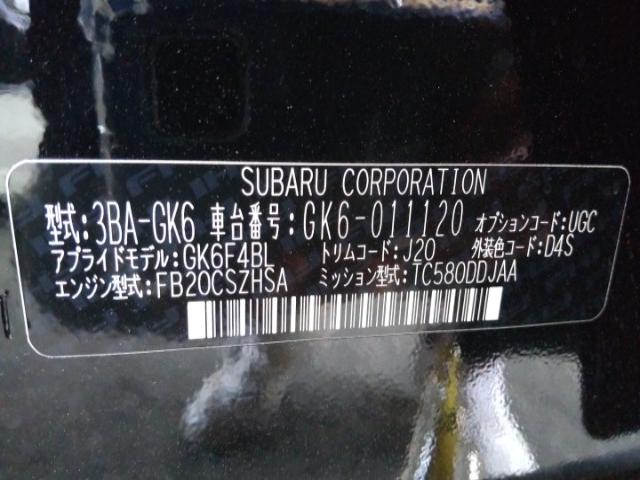 SUBARU CORPORATION
型式:3BA-GK6 車台番号:GK6-011120 オプションコード:UGC
アプライドモデル:GK6F4BL トリムコード:J20 外装色コード:D4S
エンジン型式:FB20CSZHSA ミッション型式:TC580DDJAA